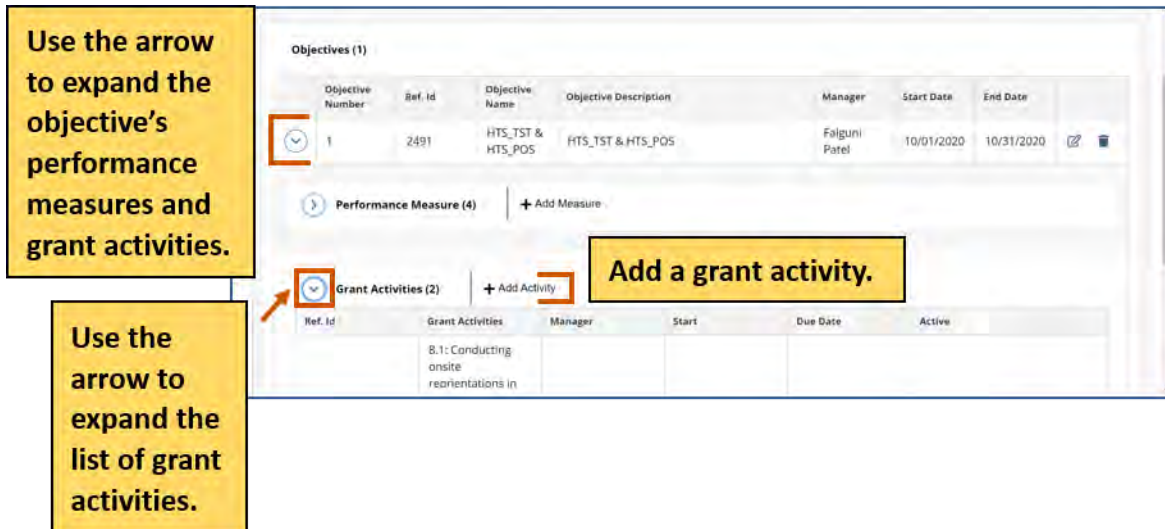 Use the arrow
to expand the
objective's
performance
measures and
grant activities.
Objectives (1)
Objective Number Ref. Id Objective Name Objective Description Manager Start Date End Date
1 2491 HTS_TST & HTS_POS HTS_TST & HTS_POS Falguni Patel 10/01/2020 10/31/2020
Performance Measure (4) + Add Measure
Grant Activities (2) + Add Activity
Add a grant activity.
Ref. Id Grant Activities Manager Start Due Date Active
B.1: Conducting
onsite
reorientations in
Use the
arrow to
expand the
list of grant
activities.